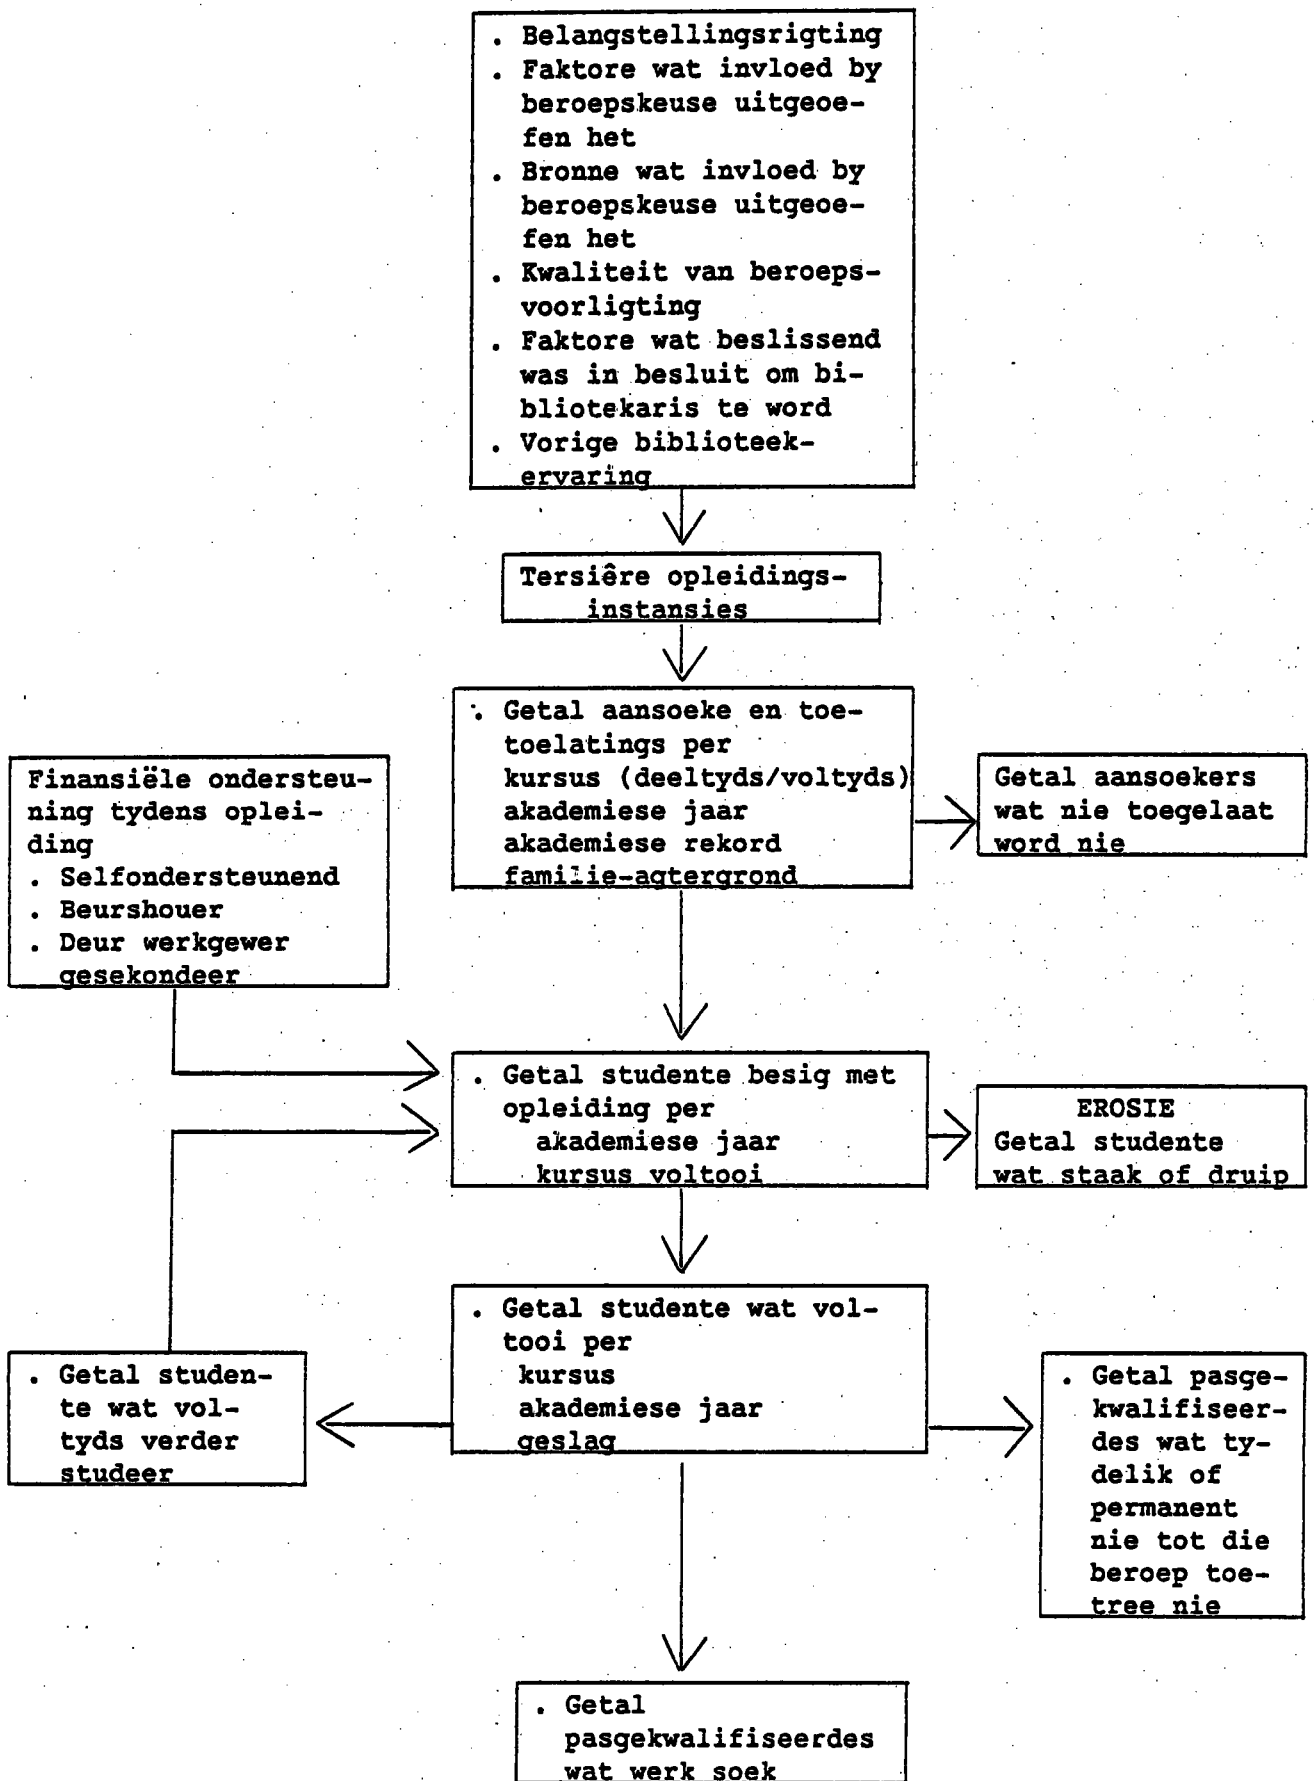 . Belangstellingsrigting
. Faktore wat invloed by
beroepskeuse uitgeoe-
fen het
. Bronne wat invloed by
beroepskeuse uitgeoe-
fen het
. Kwaliteit van beroeps-
voorligting
. Faktore wat beslissend
was in besluit om bi-
bliotekaris te word
. Vorige biblioteek-
ervaring
Tersiêre opleidings-
instansies
. Getal aansoeke en toe-
toelatings per
kursus (deeltyds/voltyds)
akademiese jaar
akademiese rekord
familie-agtergrond
Getal aansoekers
wat nie toegelaat
word nie
Finansiële ondersteu-
ning tydens oplei-
ding
. Selfondersteunend
. Beurshouer
. Deur werkgewer
gesekondeer
. Getal studente besig met
opleiding per
akademiese jaar
kursus voltooi
EROSIE
Getal studente
wat staak of druip
. Getal studente wat vol-
tooi per
kursus
akademiese jaar
geslag
. Getal studen-
te wat vol-
tyds verder
studeer
. Getal pasge-
kwalifiseer-
des wat ty-
delik of
permanent
nie tot die
beroep toe-
tree nie
. Getal
pasgekwalifiseerdes
wat werk soek